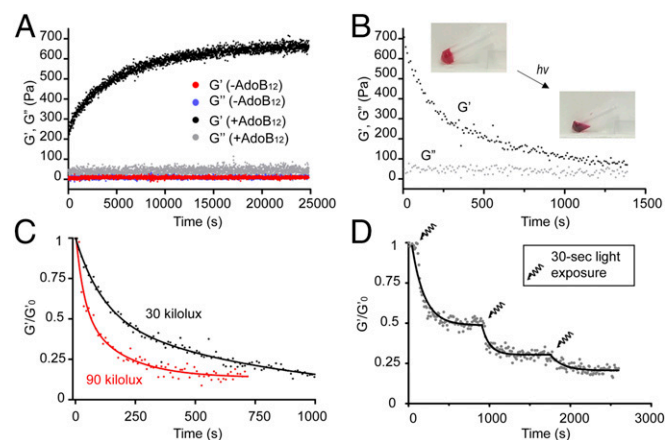 A
G', G" (Pa)
700
600
500
400
300
200
100
0
G' (-AdoB12)
G'' (-AdoB12)
G' (+AdoB12)
G'' (+AdoB12)
0 5000 10000 15000 20000 25000
Time (s)
B
G', G" (Pa)
700
600
500
400
300
200
100
0
hv
G'
G"
0 500 1000
Time (s)
C
G'/G'0
1
0.75
0.5
0.25
0
30 kilolux
90 kilolux
0 250 500 750 1000
Time (s)
D
G'/G'0
1
0.75
0.5
0.25
0
30-sec light
exposure
0 1000 2000 3000
Time (s)